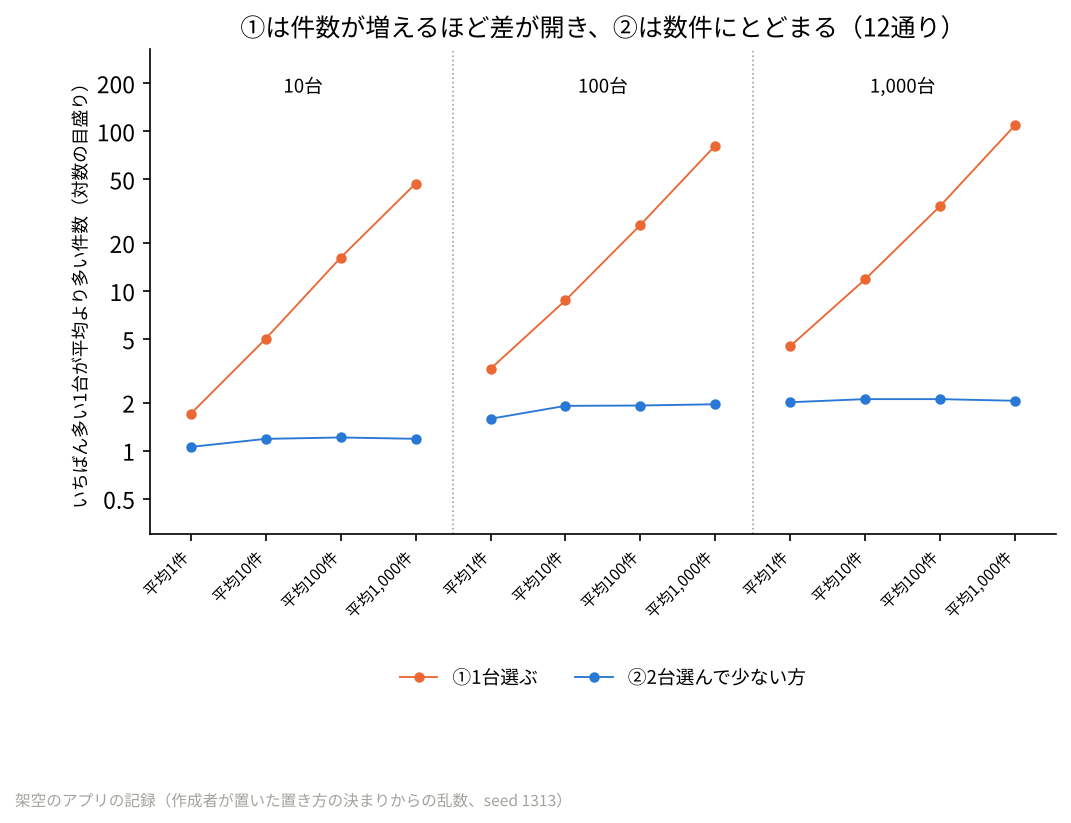 ①は件数が増えるほど差が開き、②は数件にとどまる（12通り）
いちばん多い1台が平均より多い件数（対数の目盛り）
200
100
50
20
10
5
2
1
0.5
10台
100台
1,000台
平均1件
平均10件
平均100件
平均1,000件
平均1件
平均10件
平均100件
平均1,000件
平均1件
平均10件
平均100件
平均1,000件
①1台選ぶ
②2台選んで少ない方
架空のアプリの記録（作成者が置いた置き方の決まりからの乱数、seed 1313）